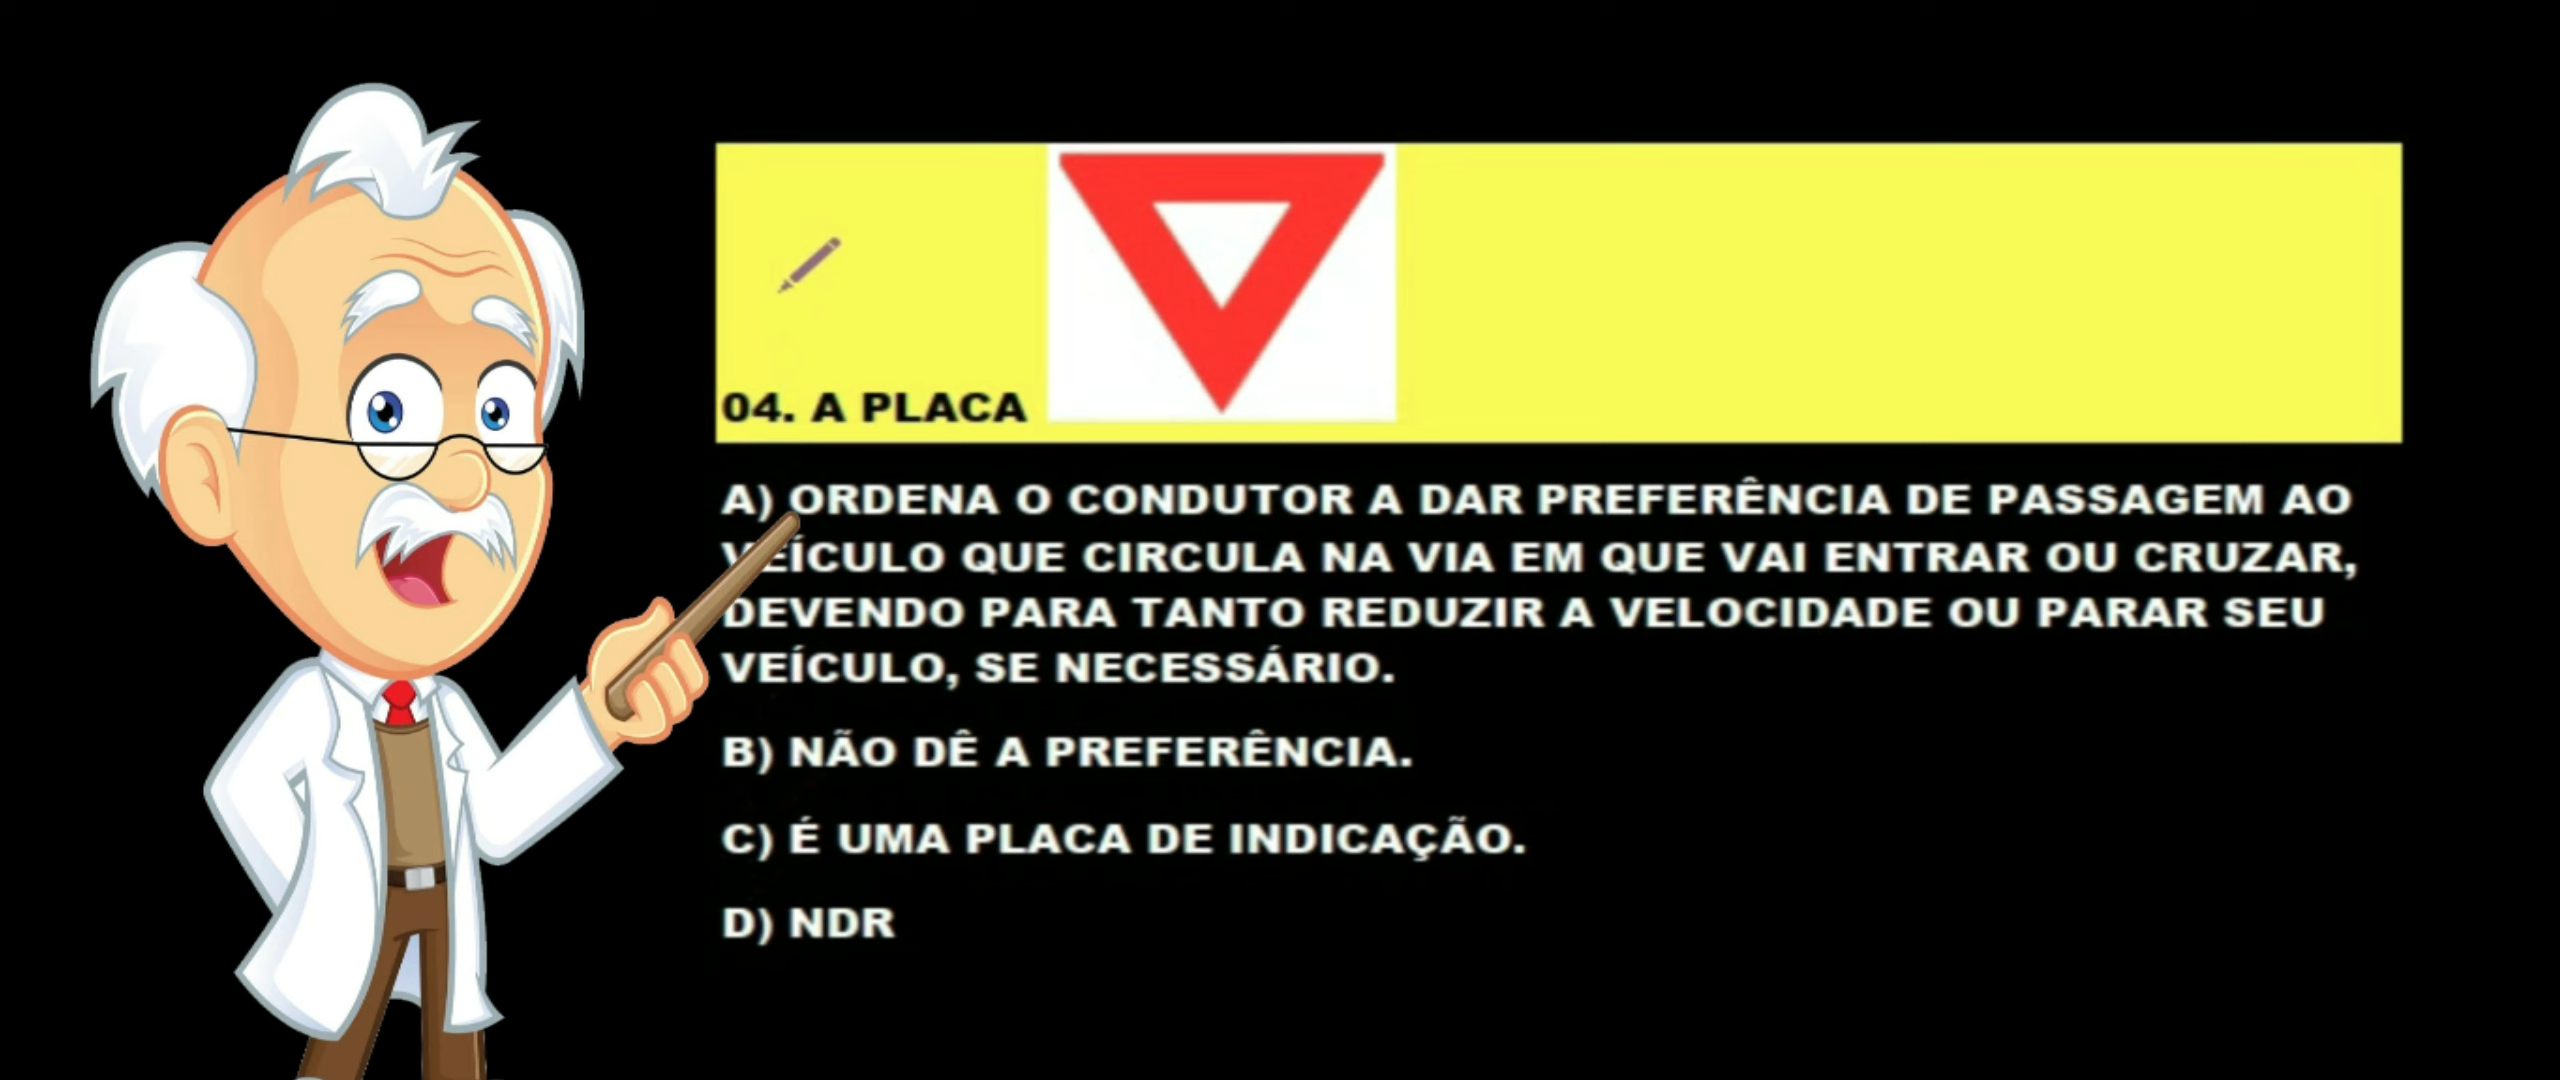 04. A PLACA
A) ORDENA O CONDUTOR A DAR PREFERÊNCIA DE PASSAGEM AO
VEÍCULO QUE CIRCULA NA VIA EM QUE VAI ENTRAR OU CRUZAR,
DEVENDO PARA TANTO REDUZIR A VELOCIDADE OU PARAR SEU
VEÍCULO, SE NECESSÁRIO.
B) NÃO DÊ A PREFERÊNCIA.
C) É UMA PLACA DE INDICAÇÃO.
D) NDR